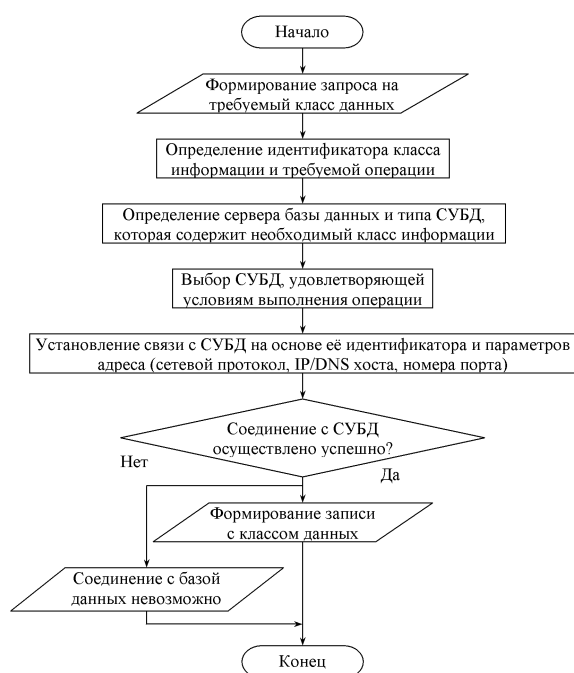 Начало
Формирование запроса на
требуемый класс данных
Определение идентификатора класса
информации и требуемой операции
Определение сервера базы данных и типа СУБД,
которая содержит необходимый класс информации
Выбор СУБД, удовлетворяющей
условиям выполнения операции
Установление связи с СУБД на основе её идентификатора и параметров
адреса (сетевой протокол, IP/DNS хоста, номера порта)
Соединение с СУБД
осуществлено успешно?
Нет
Да
Формирование записи
с классом данных
Соединение с базой
данных невозможно
Конец